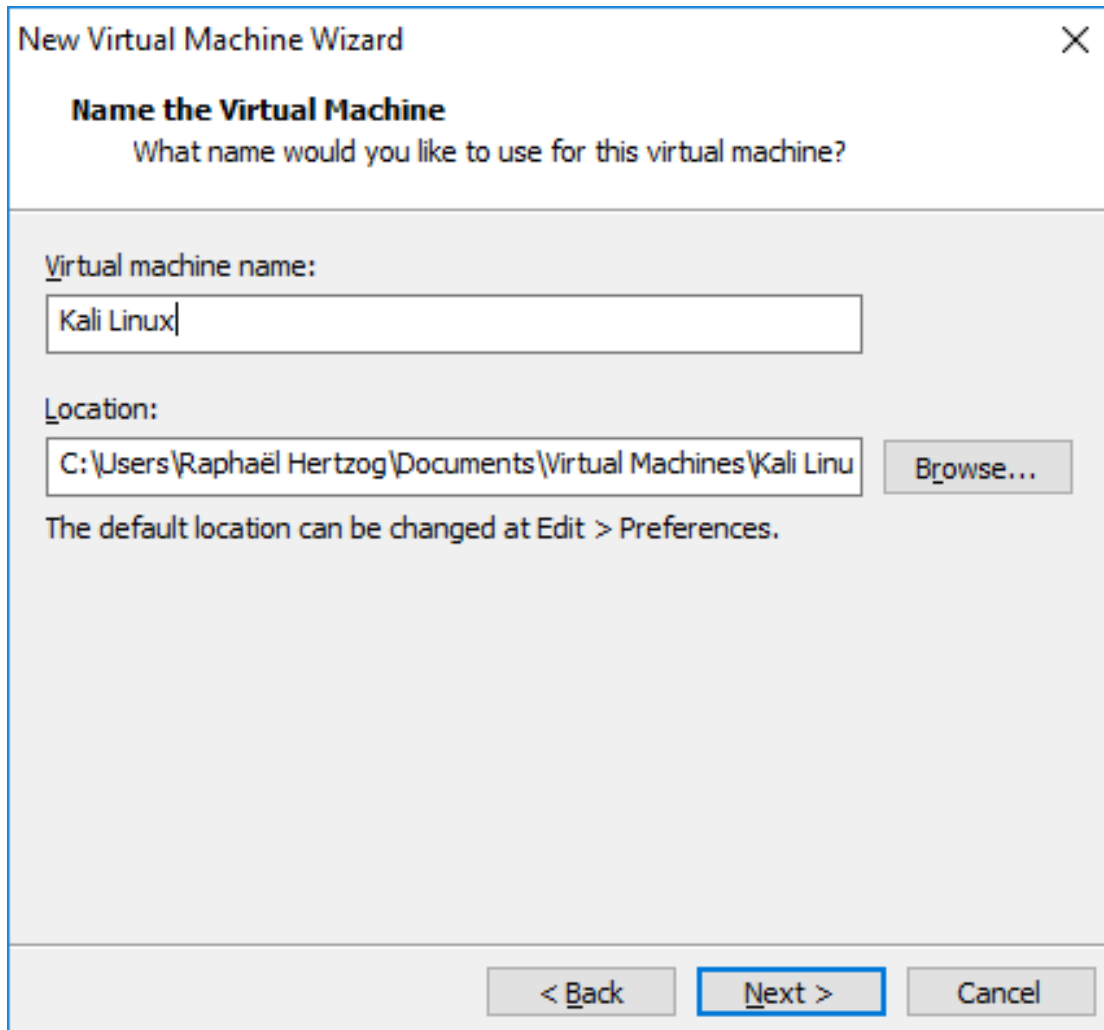 New Virtual Machine Wizard
Name the Virtual Machine
What name would you like to use for this virtual machine?
Virtual machine name:
Kali Linux
Location:
C:\Users\Raphaël Hertzog\Documents\Virtual Machines\Kali Linu
Browse...
The default location can be changed at Edit > Preferences.
< Back
Next >
Cancel